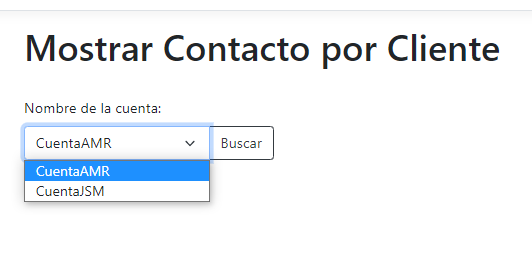 Mostrar Contacto por Cliente
Nombre de la cuenta:
CuentaAMR Buscar
CuentaAMR
CuentaJSM